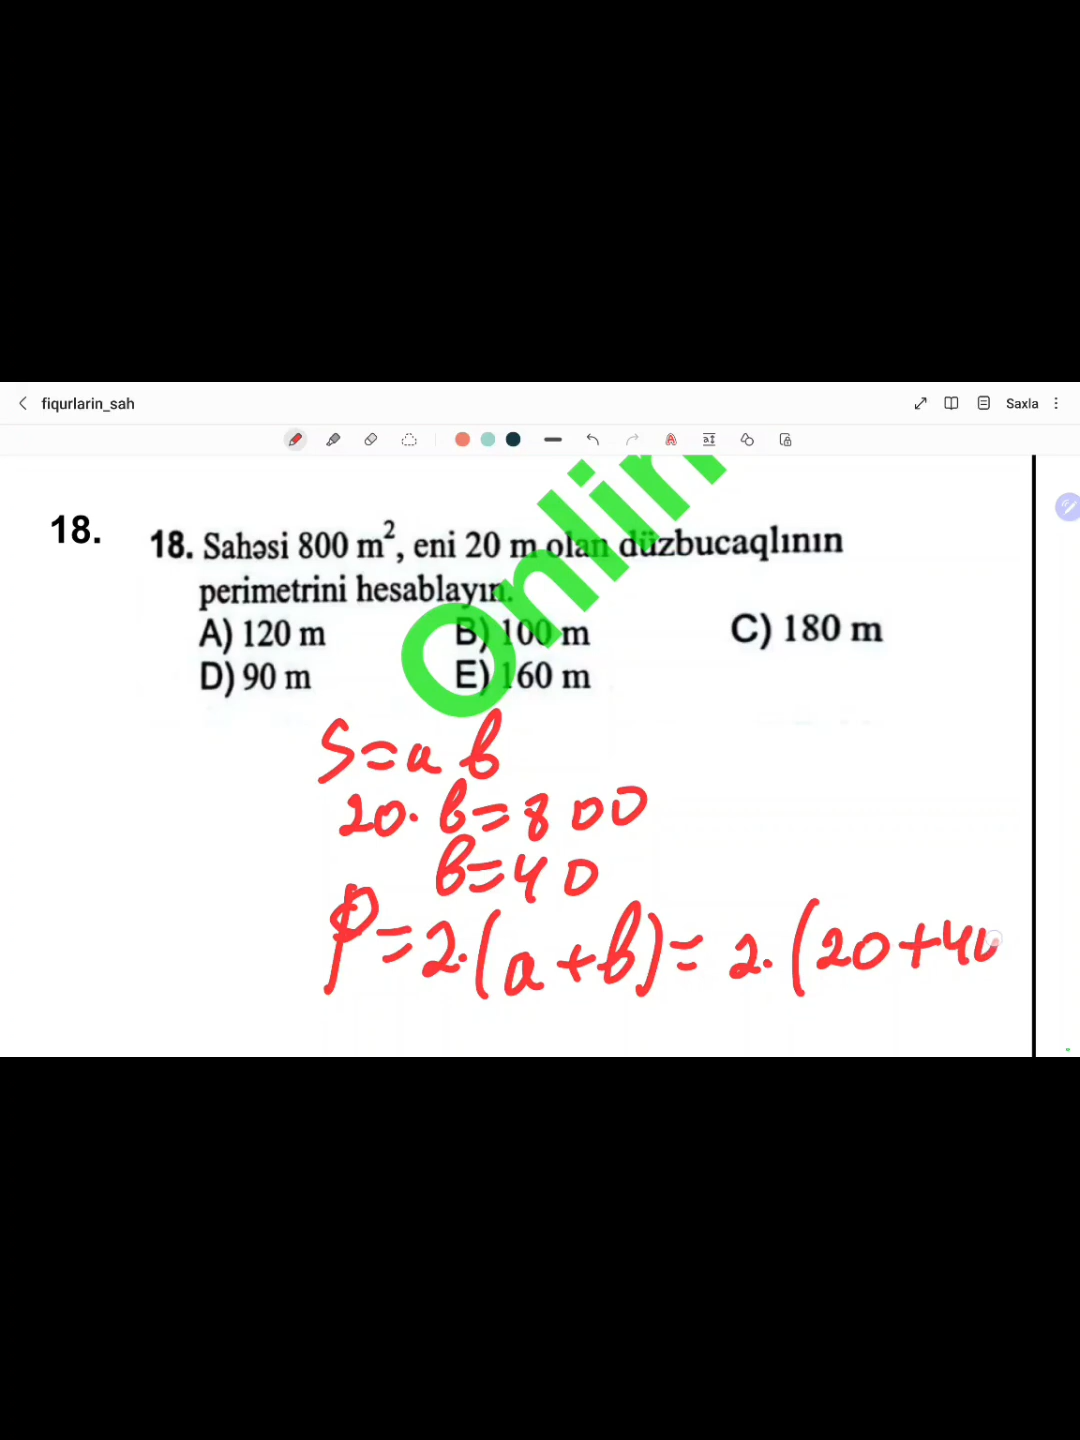 fiqurlarin_sah
Saxla
18.
18. Sahəsi 800 m², eni 20 m olan düzbucaqlının
perimetrini hesablayın.
A) 120 m B) 100 m C) 180 m
D) 90 m E) 160 m
Onlin
S=a b
20. b=800
b=40
P=2.(a+b)=2.(20+40